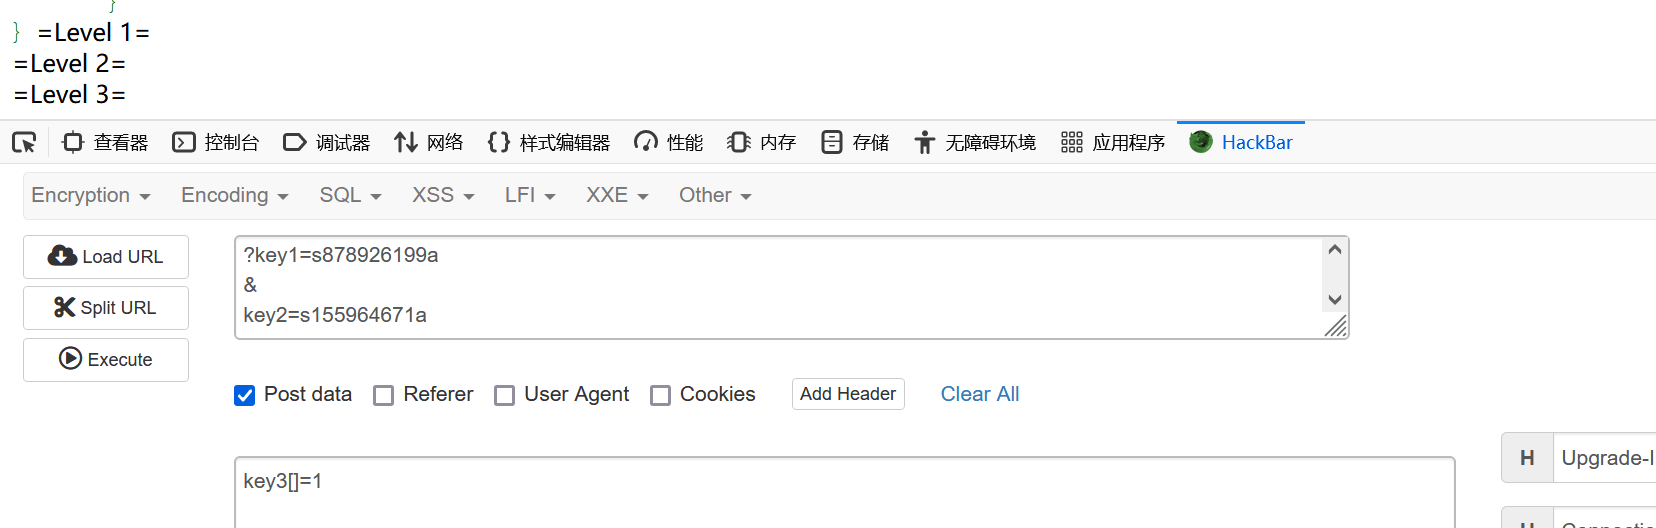 }
} =Level 1=
=Level 2=
=Level 3=
查看器 控制台 调试器 网络 {} 样式编辑器 性能 内存 存储 无障碍环境 应用程序 HackBar
Encryption Encoding SQL XSS LFI XXE Other
Load URL
Split URL
Execute
?key1=s878926199a
&
key2=s155964671a
Post data Referer User Agent Cookies Add Header Clear All
key3[]=1
H Upgrade-I